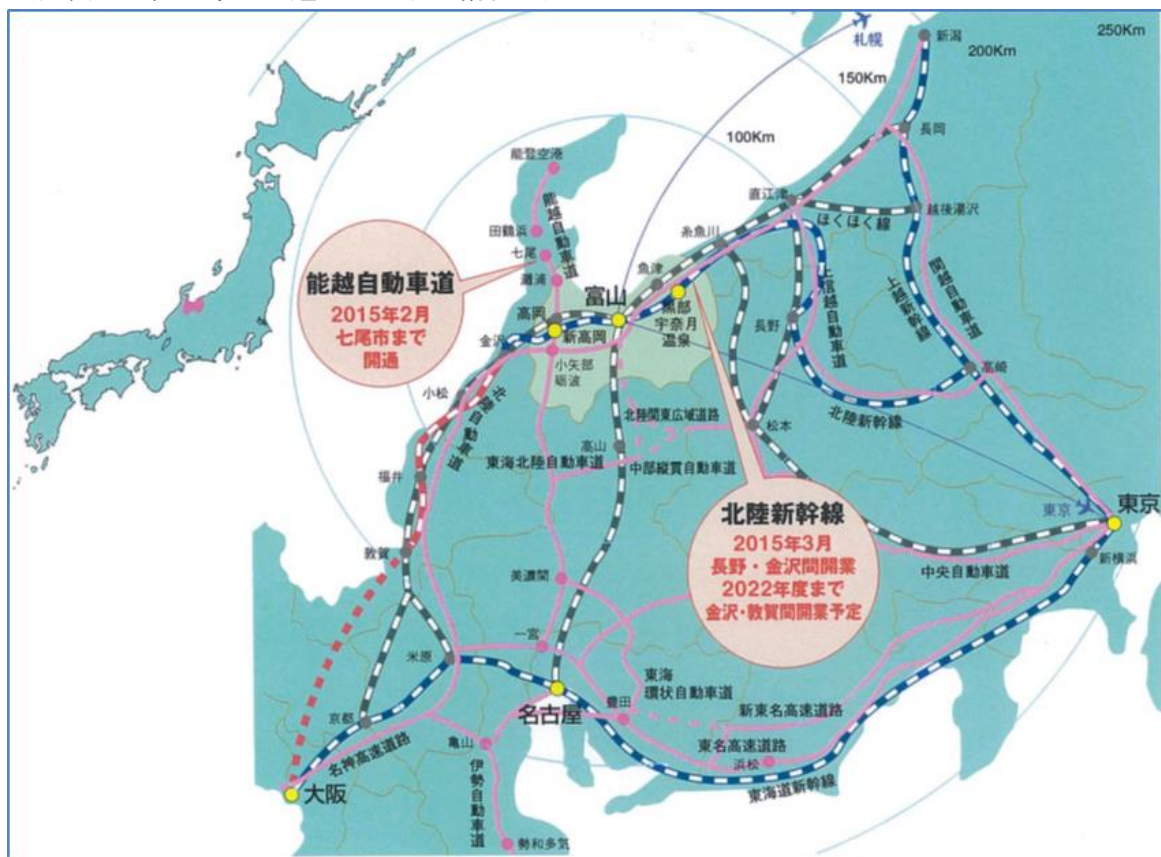 250Km
200Km
150Km
100Km
札幌
新潟
長岡
能登空港
能越自動車道
田鶴浜
七尾
灘浦
直江津
ほくほく線
越後湯沢
糸魚川
魚津
上信越自動車道
上越新幹線
関越自動車道
能越自動車道
2015年2月
七尾市まで
開通
富山
黒部
宇奈月
温泉
高岡
新高岡
金沢
小矢部
砺波
長野
高崎
小松
北陸自動車道
北陸新幹線
北陸関東広域道路
松本
高山
東海北陸自動車道
中部縦貫自動車道
福井
北陸新幹線
2015年3月
長野・金沢間開業
2022年度まで
金沢・敦賀間開業予定
東京
東京
新横浜
中央自動車道
敦賀
美濃関
一宮
米原
東海
環状自動車道
名古屋
豊田
新東名高速道路
東名高速道路
浜松
東海道新幹線
京都
名神高速道路
亀山
伊勢自動車道
大阪
勢和多気